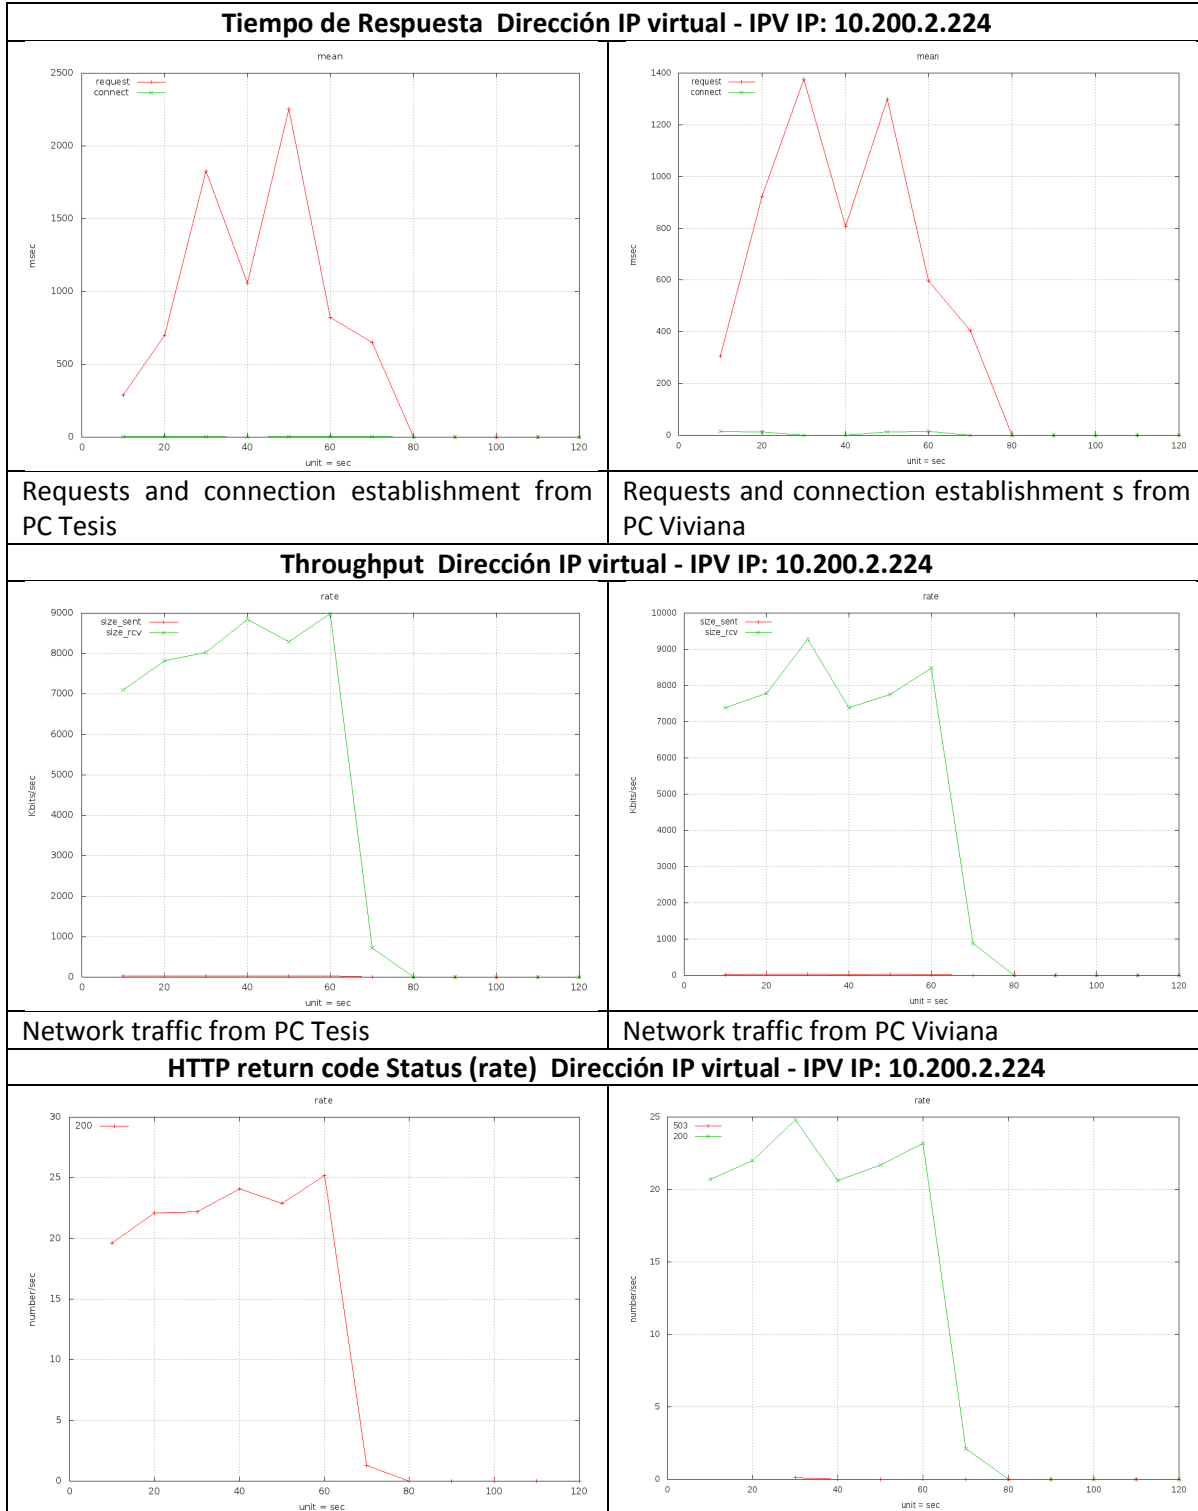 Tiempo de Respuesta Dirección IP virtual - IPV IP: 10.200.2.224
mean
request
connect
2500
2000
1500
1000
500
0
msec
0 20 40 60 80 100 120
unit = sec
mean
request
connect
1400
1200
1000
800
600
400
200
0
msec
0 20 40 60 80 100 120
unit = sec
Requests and connection establishment from
PC Tesis
Requests and connection establishment s from
PC Viviana
Throughput Dirección IP virtual - IPV IP: 10.200.2.224
rate
size_sent
size_rcv
9000
8000
7000
6000
5000
4000
3000
2000
1000
0
Kbits/sec
0 20 40 60 80 100 120
unit = sec
rate
size_sent
size_rcv
10000
9000
8000
7000
6000
5000
4000
3000
2000
1000
0
Kbits/sec
0 20 40 60 80 100 120
unit = sec
Network traffic from PC Tesis
Network traffic from PC Viviana
HTTP return code Status (rate) Dirección IP virtual - IPV IP: 10.200.2.224
rate
200
30
25
20
15
10
5
0
number/sec
0 20 40 60 80 100 120
unit = sec
rate
503
200
25
20
15
10
5
0
number/sec
0 20 40 60 80 100 120
unit = sec